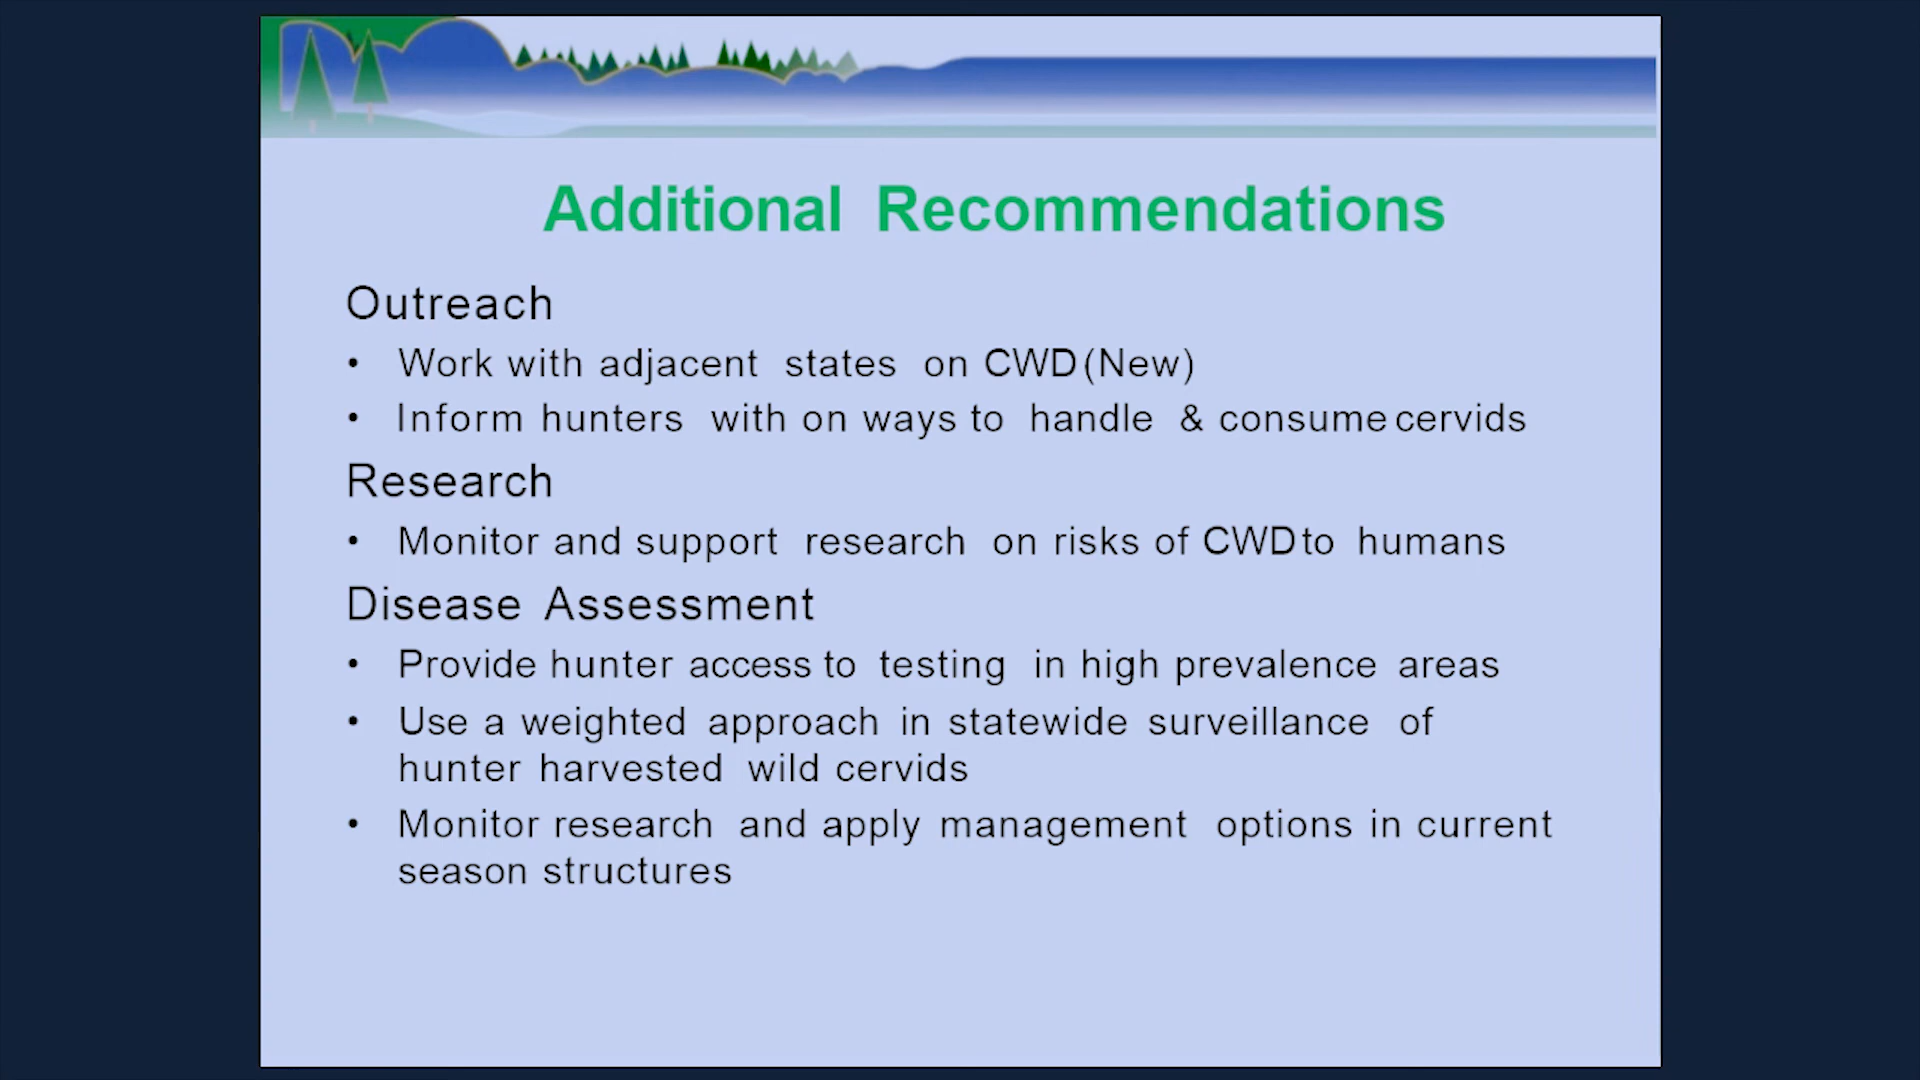 Additional Recommendations
Outreach
• Work with adjacent states on CWD (New)
• Inform hunters with on ways to handle & consume cervids
Research
• Monitor and support research on risks of CWD to humans
Disease Assessment
• Provide hunter access to testing in high prevalence areas
• Use a weighted approach in statewide surveillance of
hunter harvested wild cervids
• Monitor research and apply management options in current
season structures